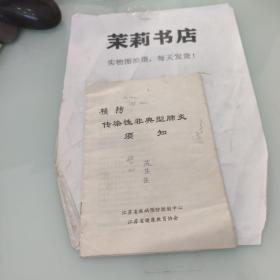 茉莉书店
实物图拍摄，每天发货！
预防
传染性非典型肺炎
须知
江苏省疾病预防控制中心
江苏省健康教育协会